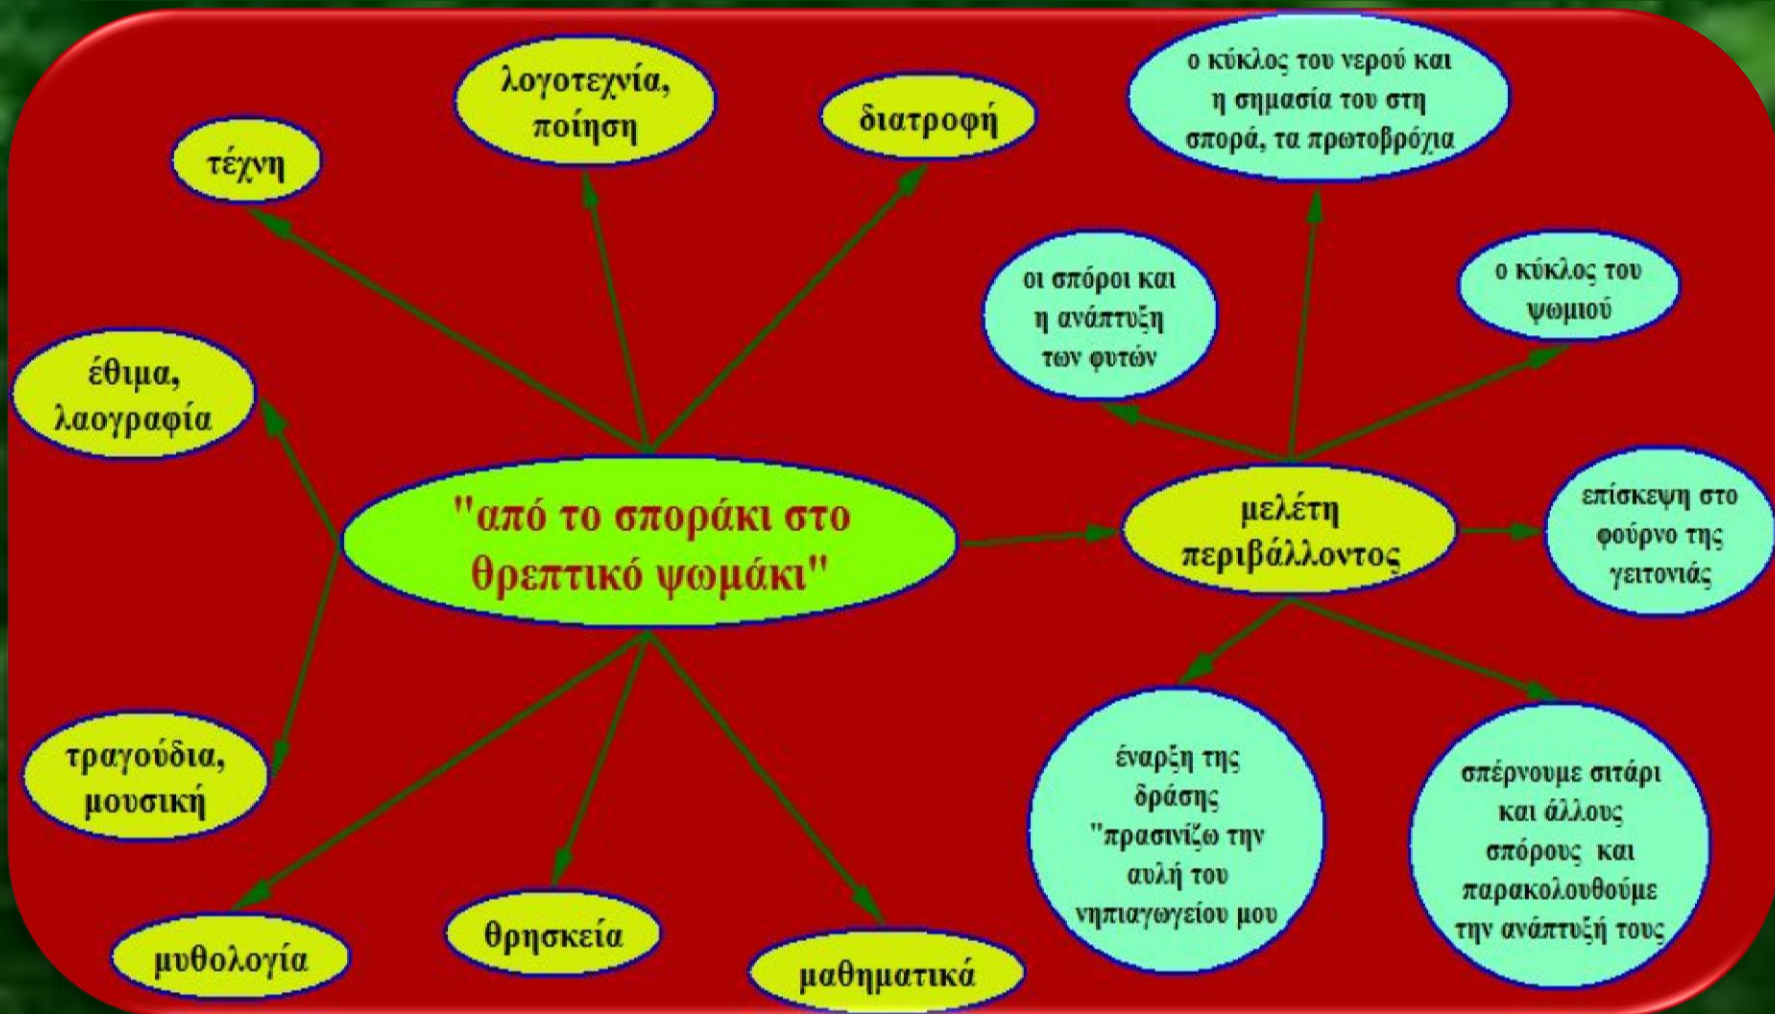 τέχνη
λογοτεχνία,
ποίηση
διατροφή
ο κύκλος του νερού και
η σημασία του στη
σπορά, τα πρωτοβρόχια
οι σπόροι και
η ανάπτυξη
των φυτών
ο κύκλος του
ψωμιού
έθιμα,
λαογραφία
"από το σποράκι στο
θρεπτικό ψωμάκι"
μελέτη
περιβάλλοντος
επίσκεψη στο
φούρνο της
γειτονιάς
τραγούδια,
μουσική
έναρξη της
δράσης
"πρασινίζω την
αυλή του
νηπιαγωγείου μου
σπέρνουμε σιτάρι
και άλλους
σπόρους και
παρακολουθούμε
την ανάπτυξή τους
μυθολογία
θρησκεία
μαθηματικά